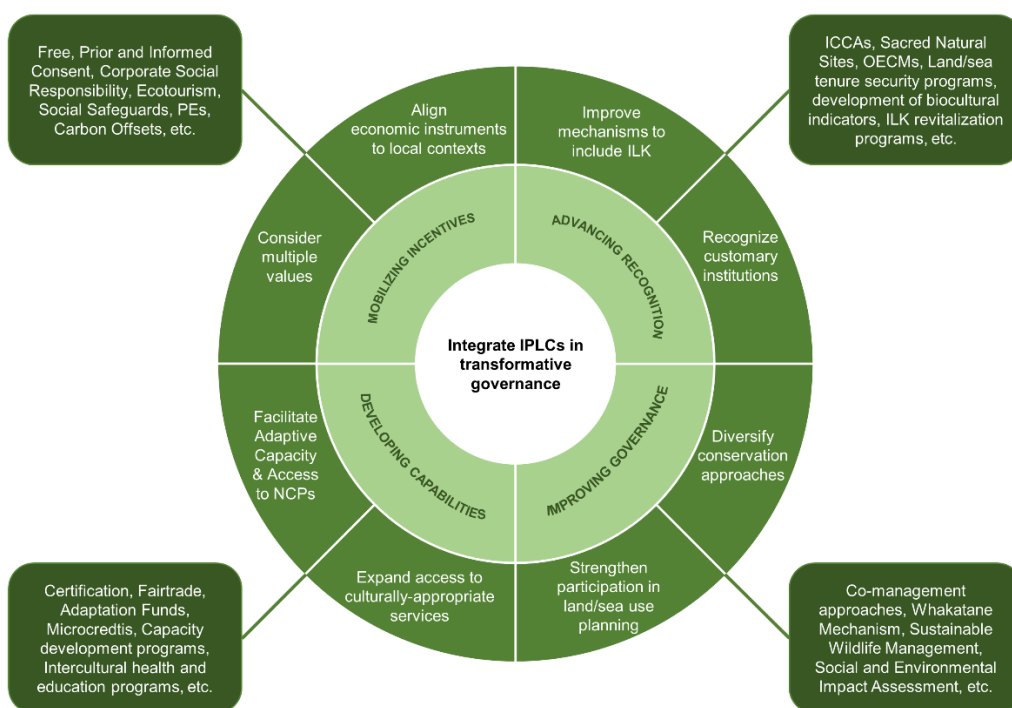 Free, Prior and Informed
Consent, Corporate Social
Responsibility, Ecotourism,
Social Safeguards, PEs,
Carbon Offsets, etc.
ICCAs, Sacred Natural
Sites, OECMs, Land/sea
tenure security programs,
development of biocultural
indicators, ILK revitalization
programs, etc.
Align
economic instruments
to local contexts
Improve
mechanisms to
include ILK
Consider
multiple
values
Recognize
customary
institutions
MOBILIZING INCENTIVES
ADVANCING RECOGNITION
Integrate IPLCs in
transformative
governance
DEVELOPING CAPABILITIES
IMPROVING GOVERNANCE
Facilitate
Adaptive
Capacity
& Access
to NCPs
Diversify
conservation
approaches
Expand access to
culturally-appropriate
services
Strengthen
participation in
land/sea use
planning
Certification, Fairtrade,
Adaptation Funds,
Microcredtis, Capacity
development programs,
Intercultural health and
education programs, etc.
Co-management
approaches, Whakatane
Mechanism, Sustainable
Wildlife Management,
Social and Environmental
Impact Assessment, etc.